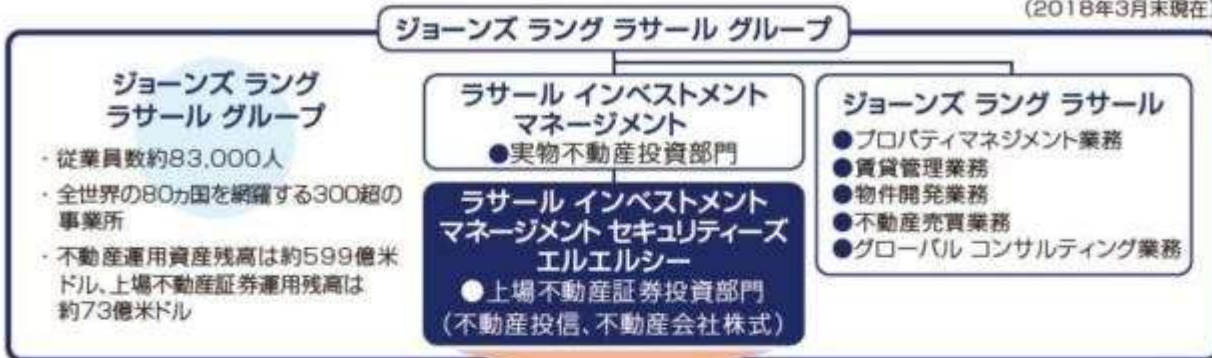 (2018年3月末現在)
ジョーンズ ラング ラサール グループ
ジョーンズ ラング
ラサール グループ
・従業員数約83,000人
・全世界の80ヵ国を網羅する300超の
事業所
・不動産運用資産残高は約599億米
ドル、上場不動産証券運用残高は
約73億米ドル
ラサール インベストメント
マネージメント
●実物不動産投資部門
ラサール インベストメント
マネージメント セキュリティーズ
エルエルシー
●上場不動産証券投資部門
(不動産投信、不動産会社株式)
ジョーンズ ラング ラサール
●プロパティマネジメント業務
●賃貸管理業務
●物件開発業務
●不動産売買業務
●グローバル コンサルティング業務